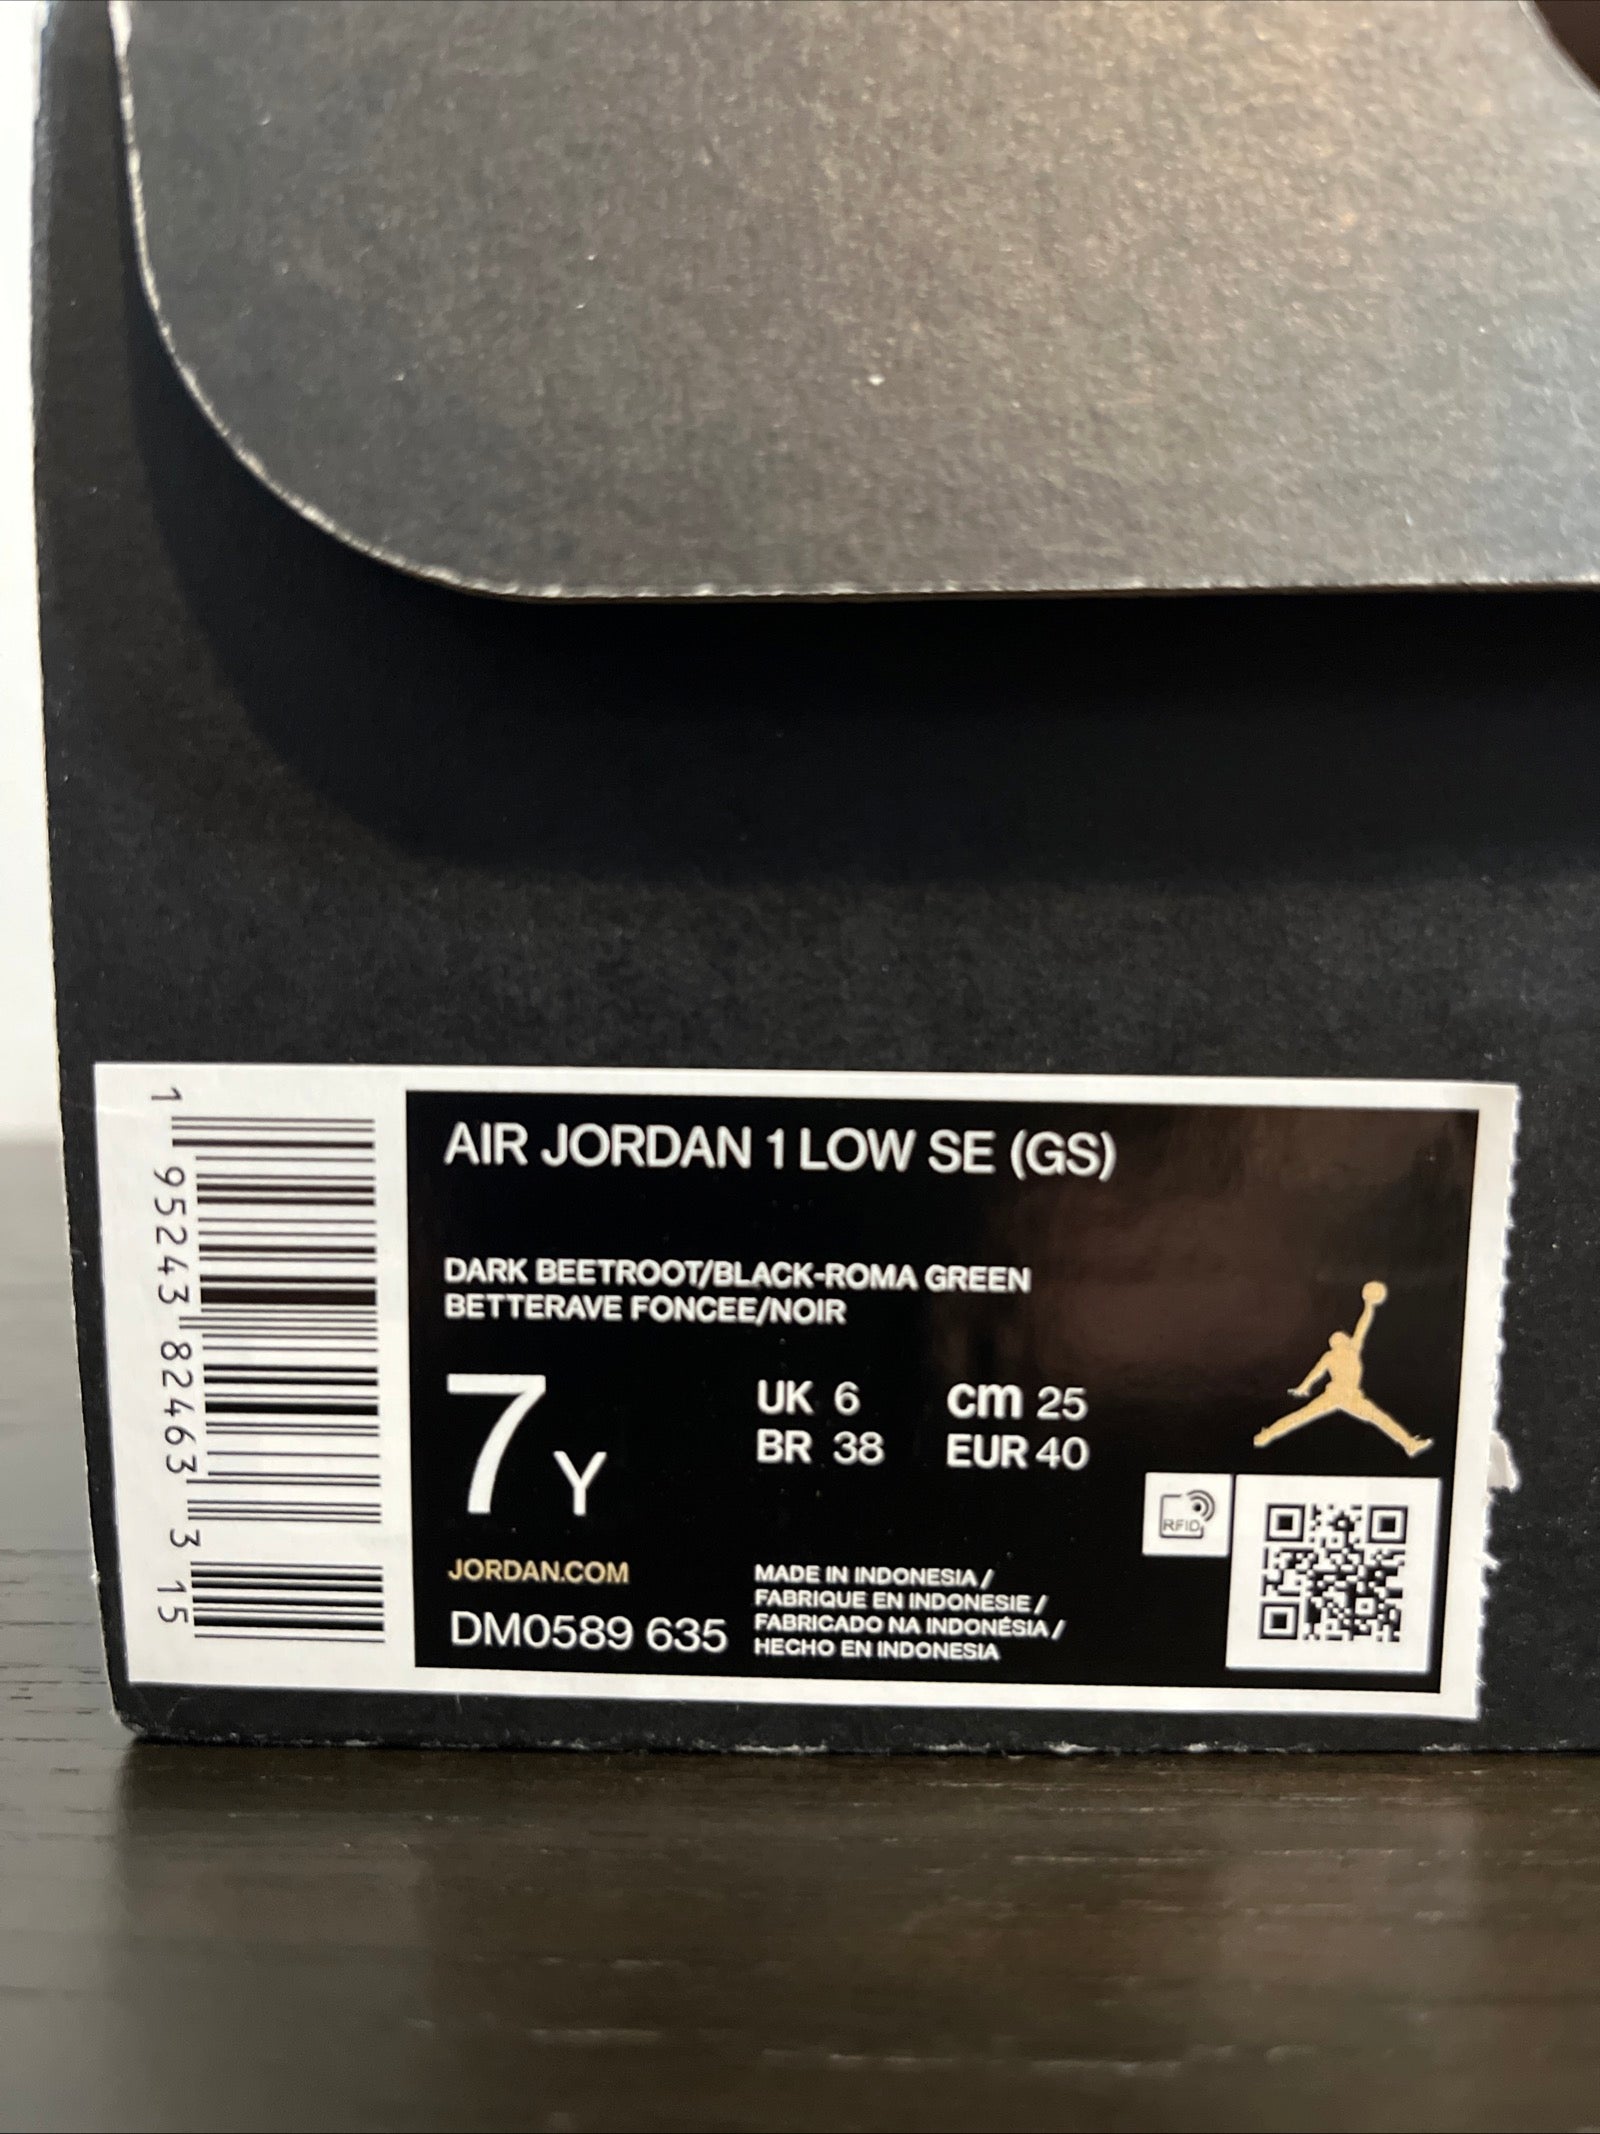 1 95243 82463 3 15
AIR JORDAN 1 LOW SE (GS)
DARK BEETROOT/BLACK-ROMA GREEN
BETTERAVE FONCEE/NOIR
7 Y
UK 6 cm 25
BR 38 EUR 40
RFID
JORDAN.COM
DM0589 635
MADE IN INDONESIA /
FABRIQUE EN INDONESIE /
FABRICADO NA INDONÉSIA /
HECHO EN INDONESIA